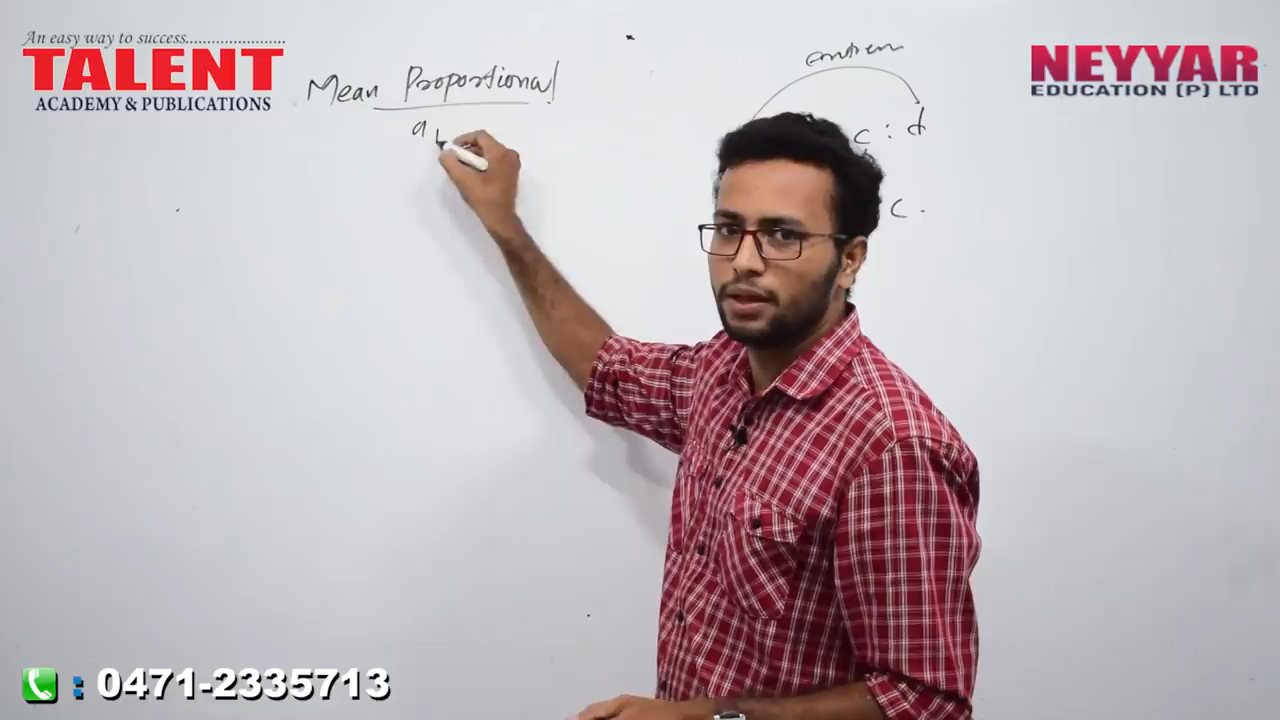 An easy way to success.......................
TALENT
ACADEMY & PUBLICATIONS
NEYYAR
EDUCATION (P) LTD
Mean Proportional
a
c : d
c.
: 0471-2335713